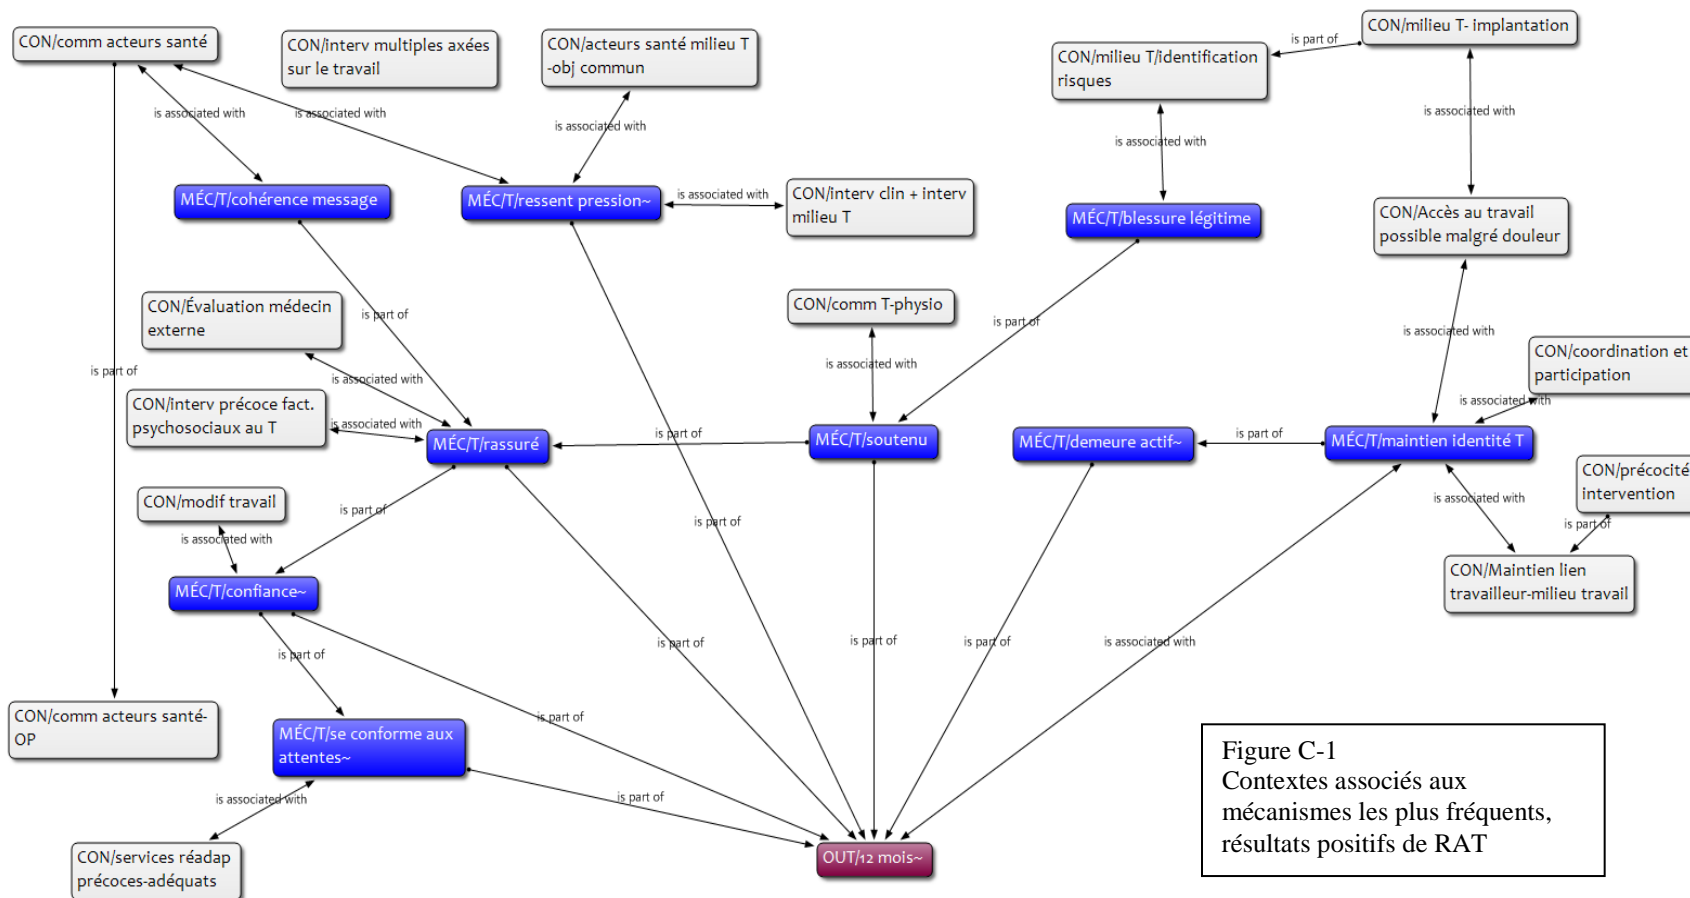 CON/comm acteurs santé
CON/interv multiples axées
sur le travail
CON/acteurs santé milieu T
-obj commun
CON/milieu T/identification
risques
is part of
CON/milieu T- implantation
is associated with
is associated with
is associated with
is associated with
is associated with
MÉC/T/cohérence message
MÉC/T/ressent pression~
is associated with
CON/interv clin + interv
milieu T
MÉC/T/blessure légitime
CON/Accès au travail
possible malgré douleur
CON/Évaluation médecin
externe
is part of
CON/comm T-physio
is part of
is associated with
is part of
is associated with
is associated with
CON/coordination et
participation
CON/interv précoce fact.
psychosociaux au T
is associated with
is associated with
MÉC/T/rassuré
is part of
MÉC/T/soutenu
MÉC/T/demeure actif~
is part of
MÉC/T/maintien identité T
CON/précocité
intervention
CON/modif travail
is part of
is associated with
is part of
is associated with
is part of
MÉC/T/confiance~
CON/Maintien lien
travailleur-milieu travail
is part of
is part of
is part of
is part of
is associated with
CON/comm acteurs santé-
OP
MÉC/T/se conforme aux
attentes~
is part of
is associated with
is part of
CON/services réadap
précoces-adéquats
OUT/12 mois~
Figure C-1
Contextes associés aux
mécanismes les plus fréquents,
résultats positifs de RAT